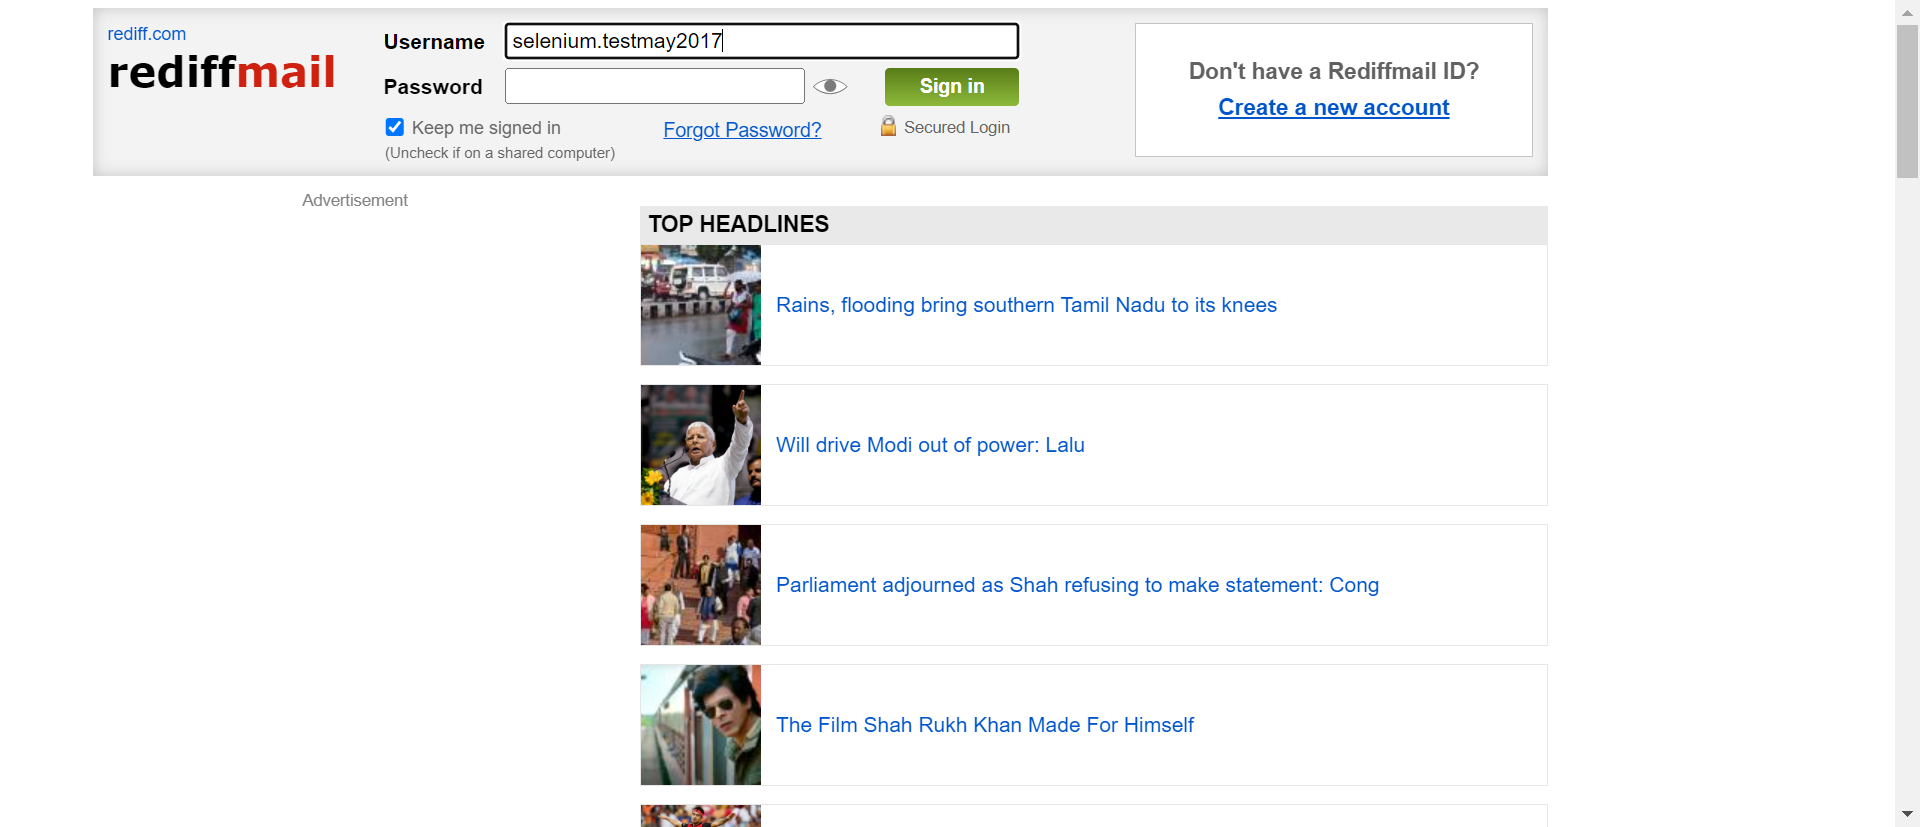 rediff.com
rediffmail
Username
selenium.testmay2017
Password
Sign in
Keep me signed in
(Uncheck if on a shared computer)
Forgot Password?
Secured Login
Don't have a Rediffmail ID?
Create a new account
Advertisement
TOP HEADLINES
Rains, flooding bring southern Tamil Nadu to its knees
Will drive Modi out of power: Lalu
Parliament adjourned as Shah refusing to make statement: Cong
The Film Shah Rukh Khan Made For Himself